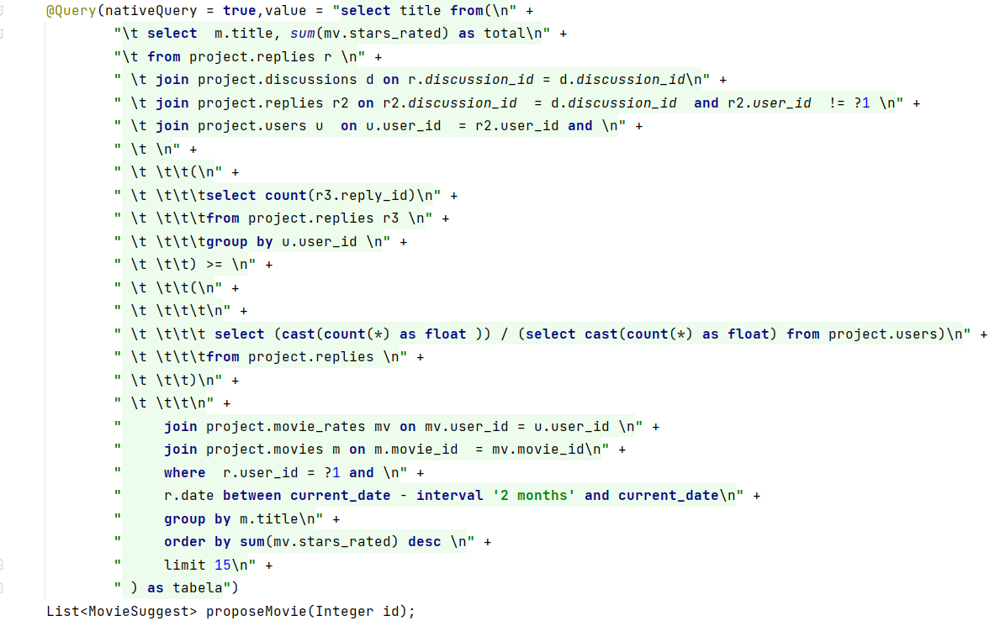 @Query(nativeQuery = true,value = "select title from(\n" +
"\t select  m.title, sum(mv.stars_rated) as total\n" +
"\t from project.replies r \n" +
" \t join project.discussions d on r.discussion_id = d.discussion_id\n" +
" \t join project.replies r2 on r2.discussion_id  = d.discussion_id  and r2.user_id  != ?1 \n" +
" \t join project.users u  on u.user_id  = r2.user_id and \n" +
" \t \n" +
" \t \t\t(\n" +
" \t \t\t\tselect count(r3.reply_id)\n" +
" \t \t\t\tfrom project.replies r3 \n" +
" \t \t\t\tgroup by u.user_id \n" +
" \t \t\t) >= \n" +
" \t \t\t(\n" +
" \t \t\t\t\n" +
" \t \t\t\t select (cast(count(*) as float )) / (select cast(count(*) as float) from project.users)\n" +
" \t \t\t\tfrom project.replies \n" +
" \t \t\t)\n" +
" \t \t\t\n" +
"     join project.movie_rates mv on mv.user_id = u.user_id \n" +
"     join project.movies m on m.movie_id  = mv.movie_id\n" +
"     where  r.user_id = ?1 and \n" +
"     r.date between current_date - interval '2 months' and current_date\n" +
"     group by m.title\n" +
"     order by sum(mv.stars_rated) desc \n" +
"     limit 15\n" +
" ) as tabela")
List<MovieSuggest> proposeMovie(Integer id);